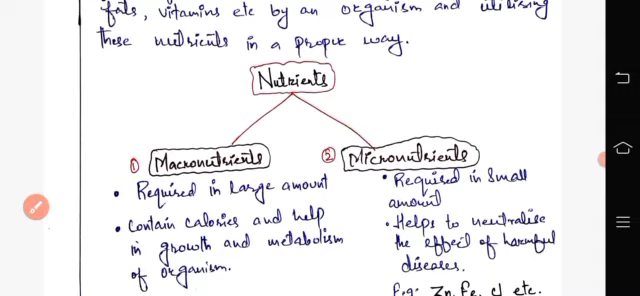 fats, vitamins etc by an organism and utilizing
these nutrients in a proper way.
Nutrients
① Macronutrients
• Required in large amount
• Contain calories and help
in growth and metabolism
of organism.
② Micronutrients
• Required in small
amount
• Helps to neutralise
the effect of harmful
diseases.
E.g: Zn, Fe, Cl etc.